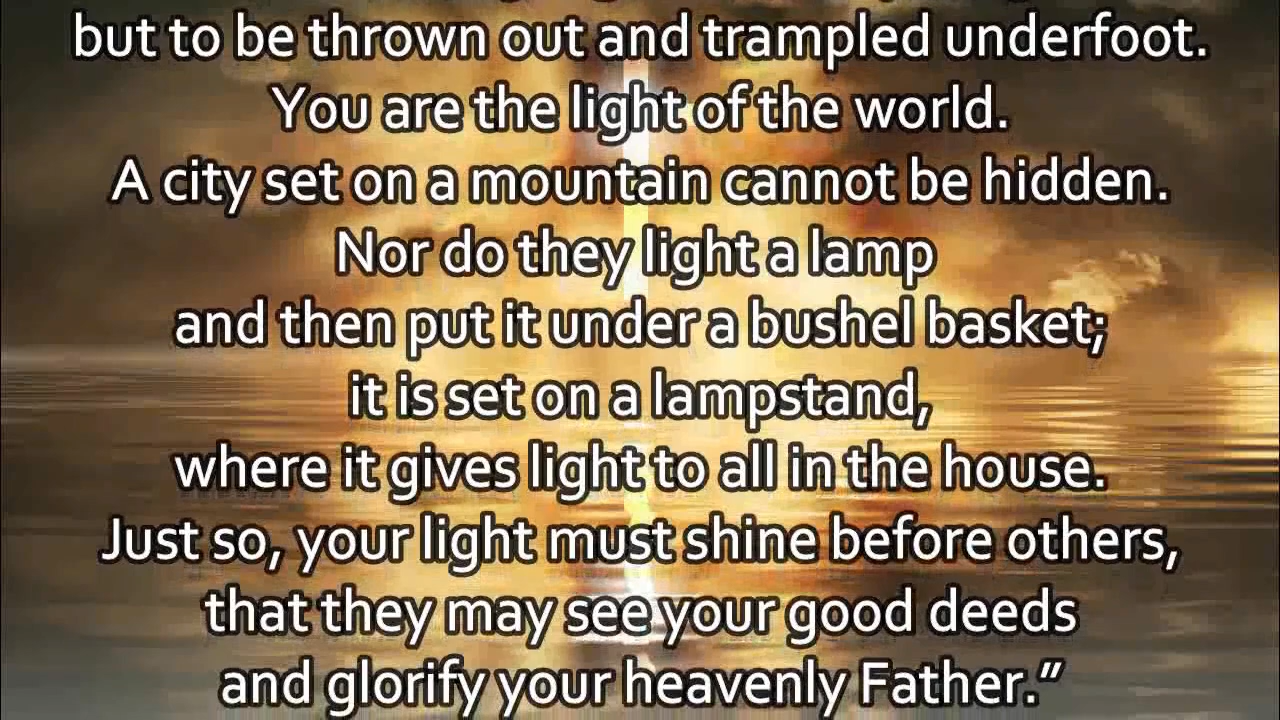 but to be thrown out and trampled underfoot.
You are the light of the world.
A city set on a mountain cannot be hidden.
Nor do they light a lamp
and then put it under a bushel basket;
it is set on a lampstand,
where it gives light to all in the house.
Just so, your light must shine before others,
that they may see your good deeds
and glorify your heavenly Father.”